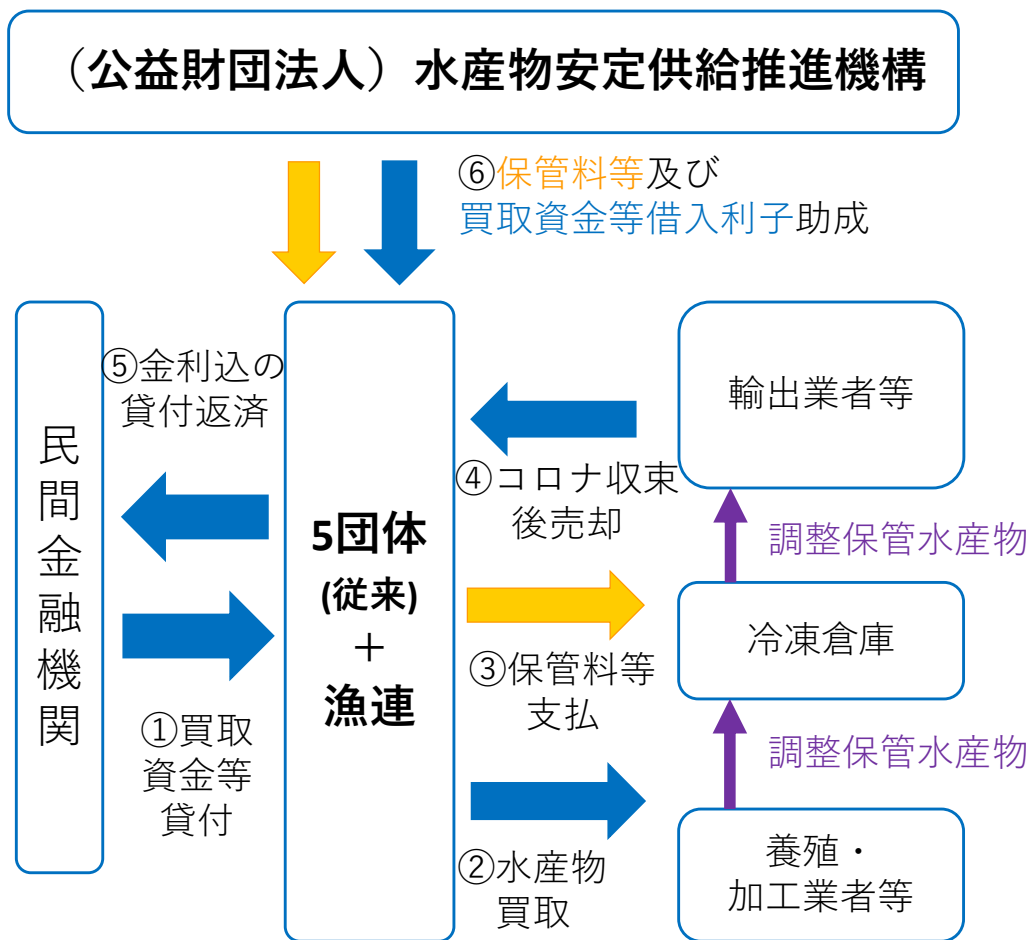 （公益財団法人）水産物安定供給推進機構
⑥保管料等及び
買取資金等借入利子助成
⑤金利込の
貸付返済
民間金融機関
①買取
資金等
貸付
5団体
(従来)
＋
漁連
輸出業者等
④コロナ収束
後売却
調整保管水産物
冷凍倉庫
③保管料等
支払
調整保管水産物
②水産物
買取
養殖・
加工業者等